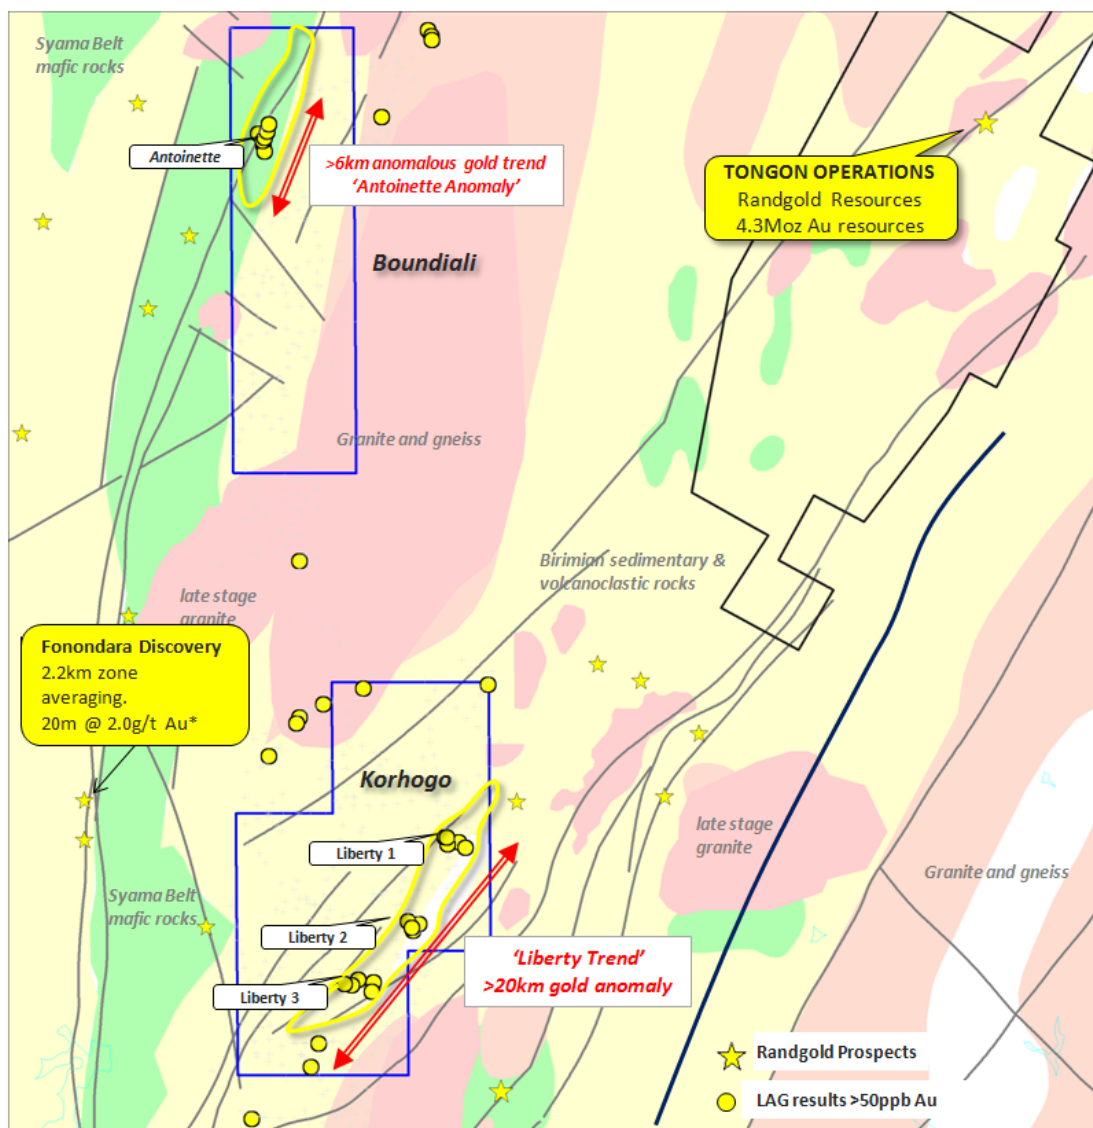 Syama Belt
mafic rocks
Antoinette
>6km anomalous gold trend
‘Antoinette Anomaly’
TONGON OPERATIONS
Randgold Resources
4.3Moz Au resources
Boundiali
Granite and gneiss
Birimian sedimentary &
volcanoclastic rocks
late stage
granite
Fonondara Discovery
2.2km zone
averaging.
20m @ 2.0g/t Au*
Korhogo
Liberty 1
late stage
granite
Granite and gneiss
Syama Belt
mafic rocks
Liberty 2
Liberty 3
‘Liberty Trend’
>20km gold anomaly
Randgold Prospects
LAG results >50ppb Au